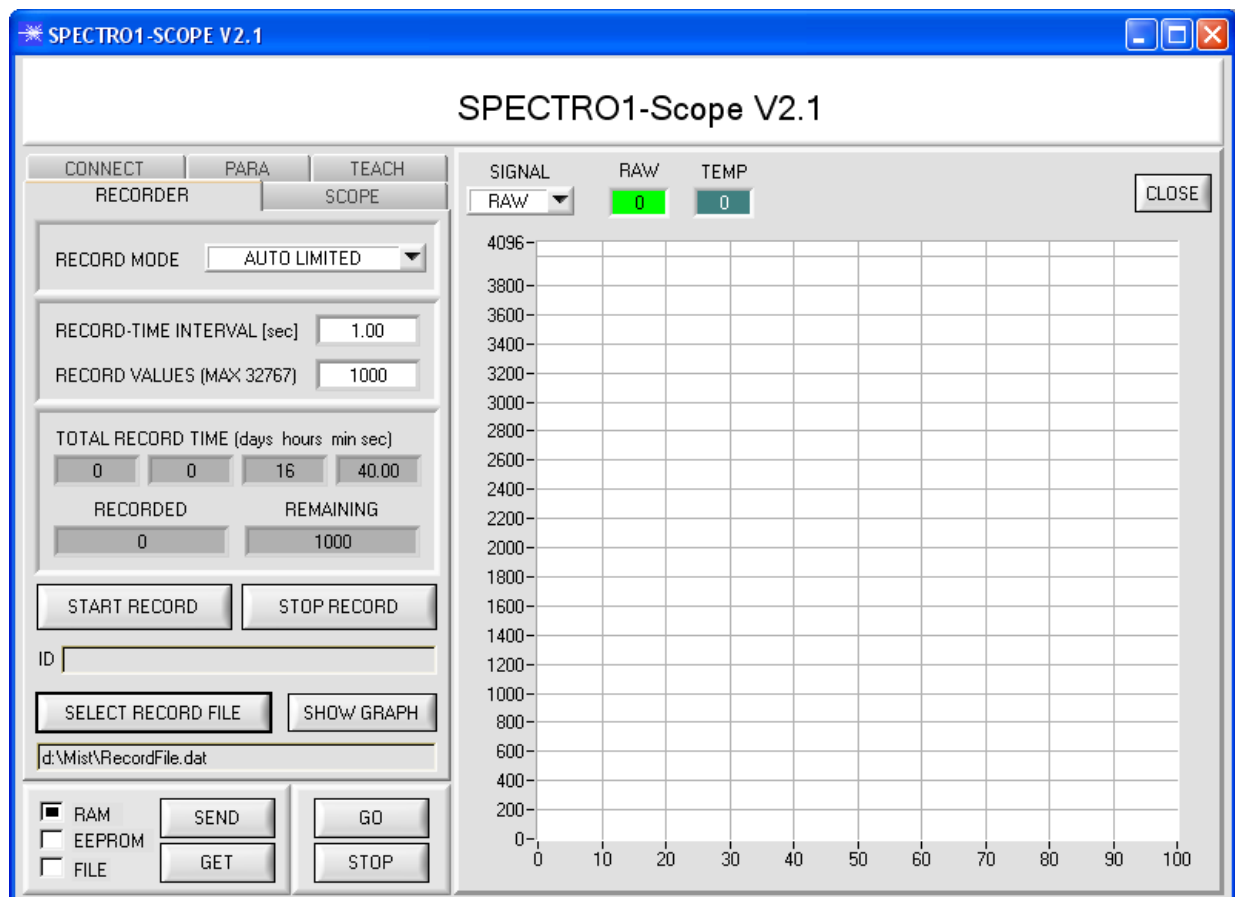 SPECTRO1-SCOPE V2.1
SPECTRO1-Scope V2.1
CONNECT PARA TEACH
RECORDER SCOPE
RECORD MODE AUTO LIMITED
RECORD-TIME INTERVAL [sec] 1.00
RECORD VALUES (MAX 32767) 1000
TOTAL RECORD TIME (days hours min sec)
0 0 16 40.00
RECORDED REMAINING
0 1000
START RECORD STOP RECORD
ID
SELECT RECORD FILE SHOW GRAPH
d:\Mist\RecordFile.dat
RAM
EEPROM
FILE
SEND
GET
GO
STOP
SIGNAL RAW TEMP
RAW 0 0
CLOSE
4096
3800
3600
3400
3200
3000
2800
2600
2400
2200
2000
1800
1600
1400
1200
1000
800
600
400
200
0
0 10 20 30 40 50 60 70 80 90 100